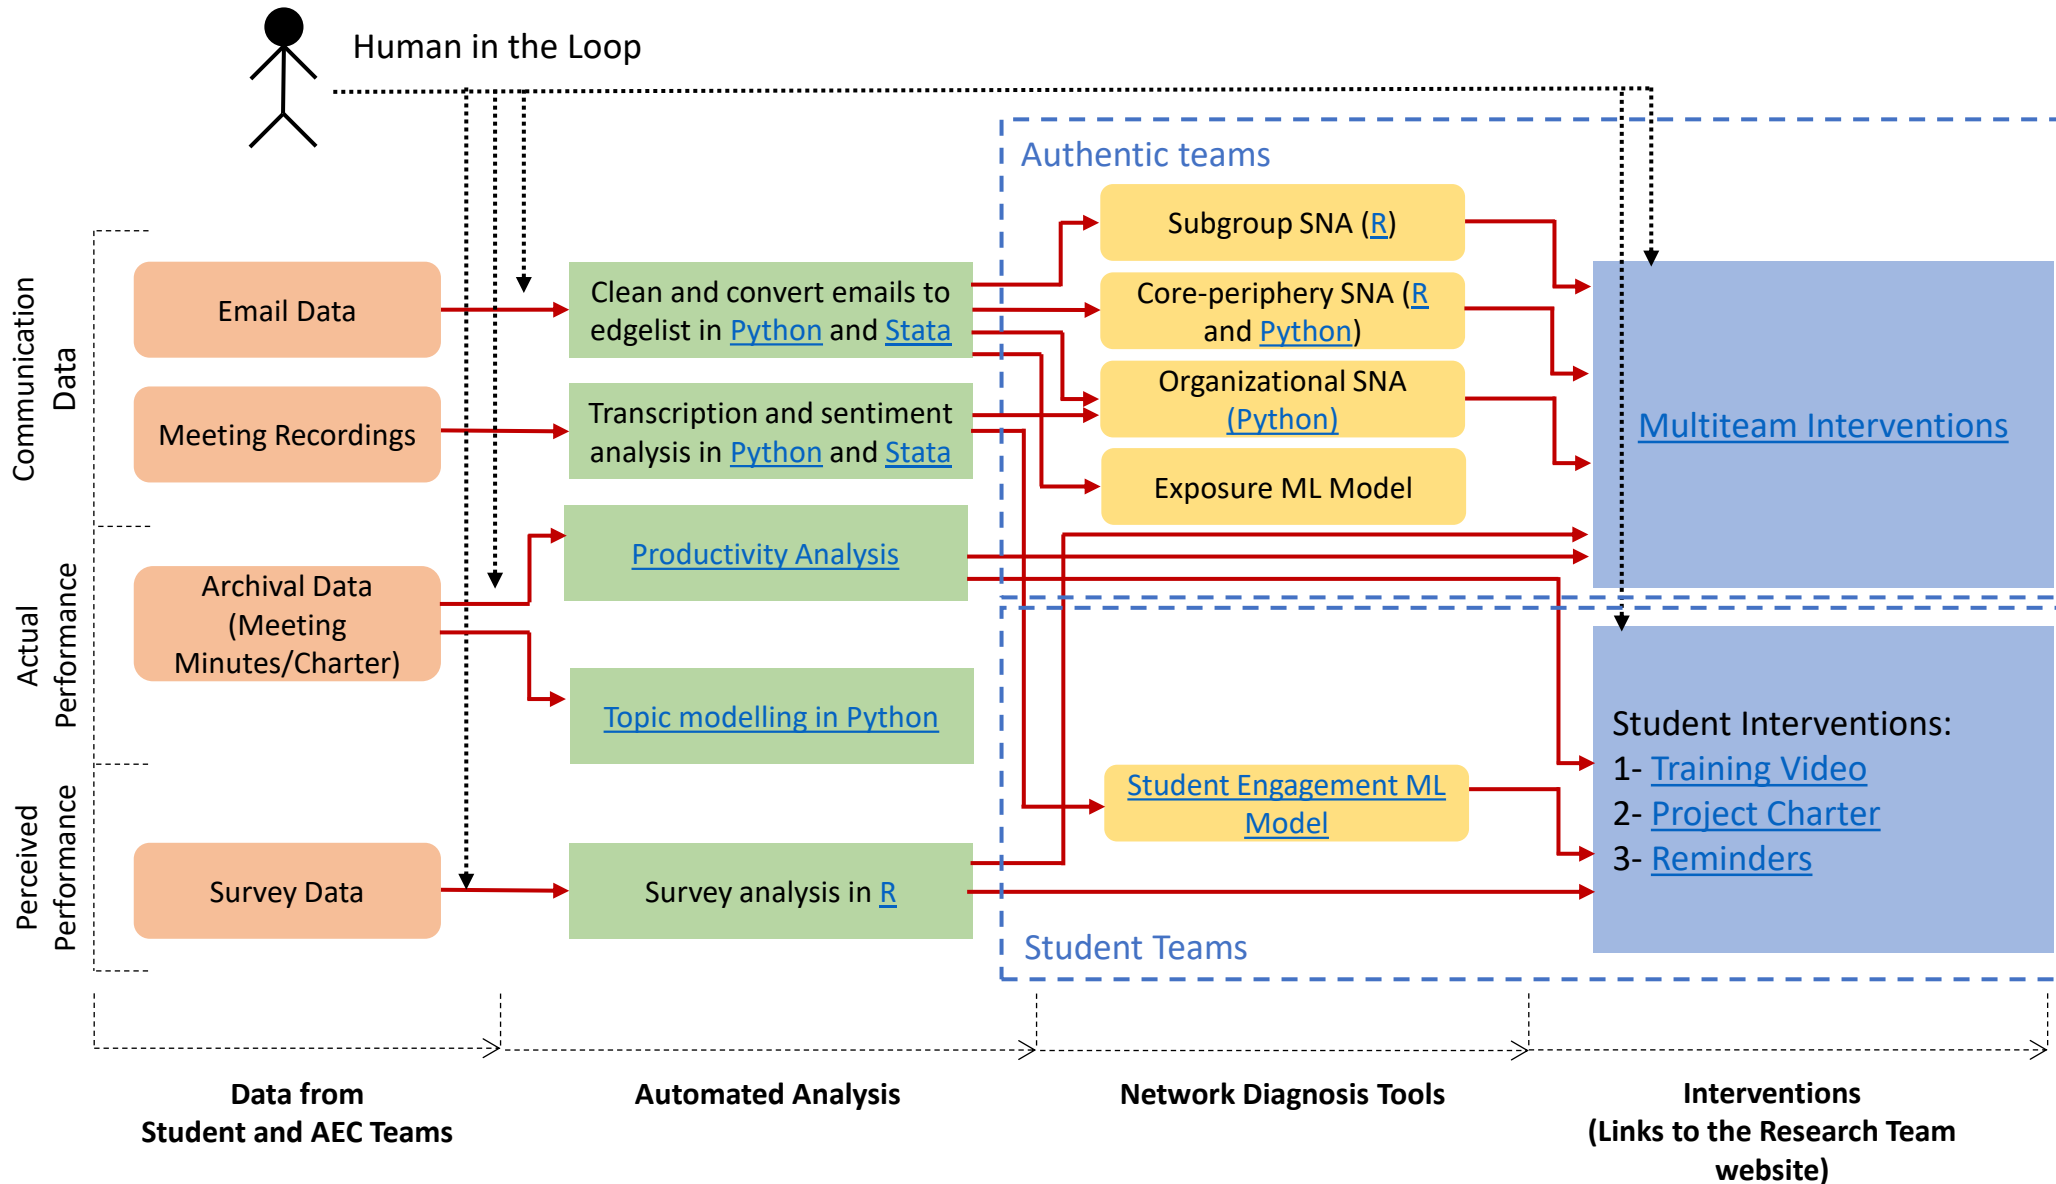 Human in the Loop
Authentic teams
Communication
Data
Actual
Performance
Perceived
Performance
Email Data
Meeting Recordings
Archival Data
(Meeting
Minutes/Charter)
Survey Data
Clean and convert emails to
edgelist in Python and Stata
Transcription and sentiment
analysis in Python and Stata
Productivity Analysis
Topic modelling in Python
Survey analysis in R
Subgroup SNA (R)
Core-periphery SNA (R
and Python)
Organizational SNA
(Python)
Exposure ML Model
Student Engagement ML
Model
Student Teams
Multiteam Interventions
Student Interventions:
1- Training Video
2- Project Charter
3- Reminders
Data from
Student and AEC Teams
Automated Analysis
Network Diagnosis Tools
Interventions
(Links to the Research Team
website)